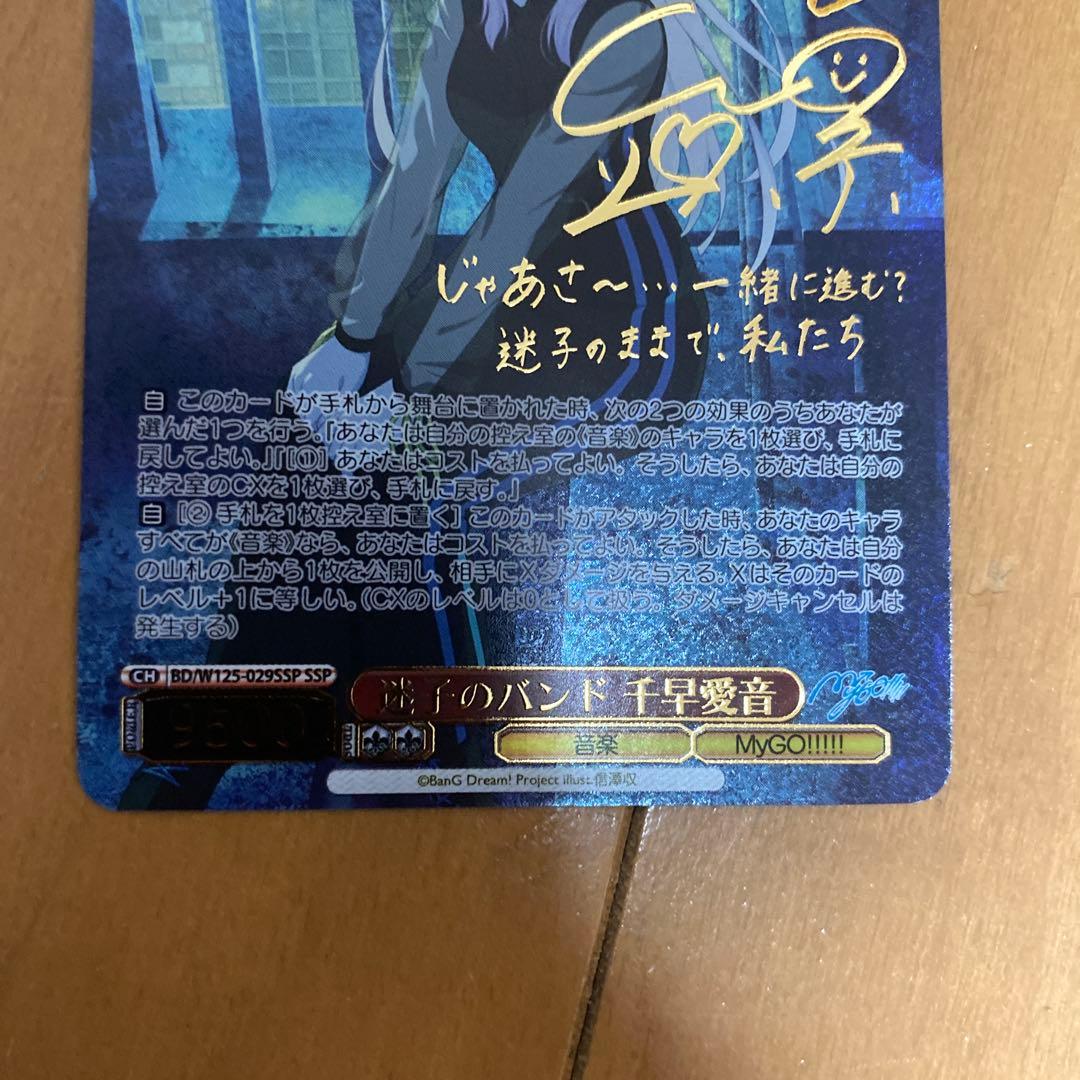 じゃあさ～…一緒に進む?
迷子のままで、私たち
自 このカードが手札から舞台に置かれた時、次の2つの効果のうちあなたが
選んだ1つを行う。『あなたは自分の控え室の《音楽》のキャラを1枚選び、手札に
戻してよい。』『[①] あなたはコストを払ってよい。そうしたら、あなたは自分の
控え室のCXを1枚選び、手札に戻す。』
自 [② 手札を1枚控え室に置く] このカードがアタックした時、あなたのキャラ
すべてが《音楽》なら、あなたはコストを払ってよい。そうしたら、あなたは自分
の山札の上から1枚を公開し、相手にXダメージを与える。Xはそのカードの
レベル+1に等しい。(CXのレベルは0として扱う。ダメージキャンセルは
発生する)
CH BD/W125-029SSP SSP
迷子のバンド 千早愛音
9500
音楽 MyGO!!!!!
©BanG Dream! Project illust.信澤収